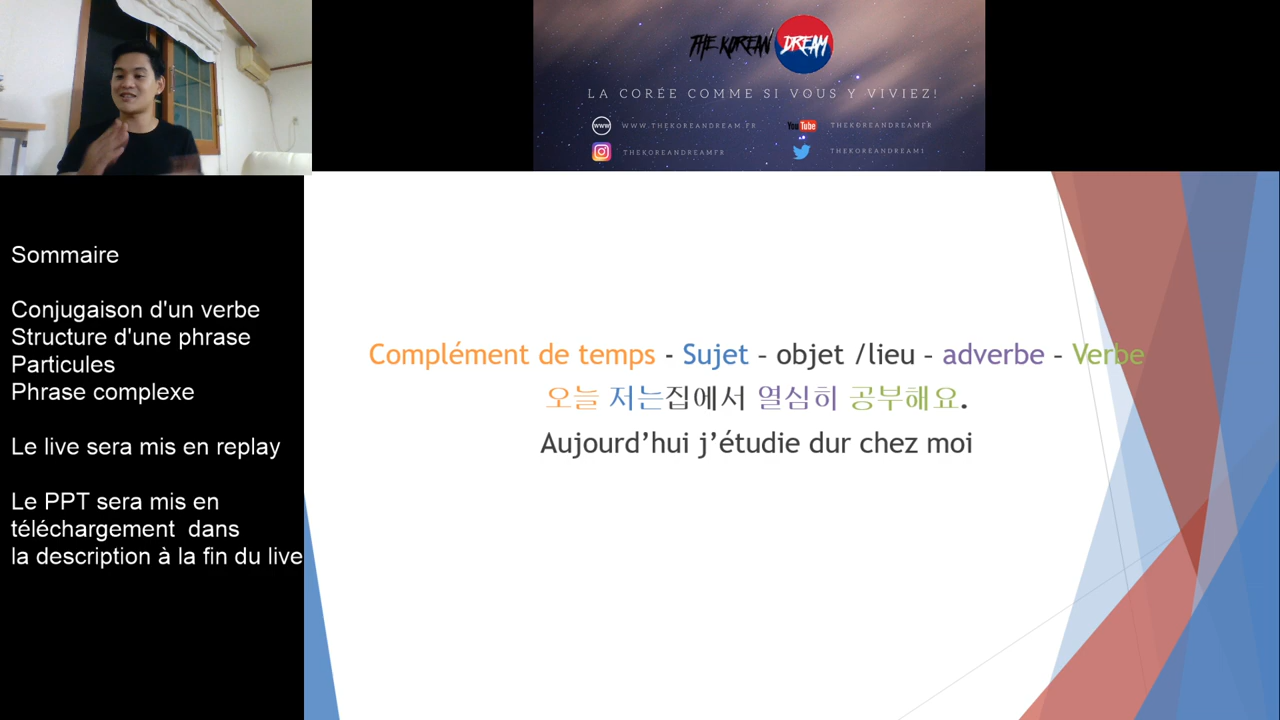 THE KOREAN DREAM
LA CORÉE COMME SI VOUS Y VIVIEZ!
WWW WWW.THEKOREANDREAM.FR
You Tube THEKOREANDREAMFR
THEKOREANDREAMFR
THEKOREANDREAM1
Sommaire
Conjugaison d'un verbe
Structure d'une phrase
Particules
Phrase complexe
Le live sera mis en replay
Le PPT sera mis en
téléchargement dans
la description à la fin du live
Complément de temps - Sujet – objet /lieu – adverbe – Verbe
오늘 저는집에서 열심히 공부해요.
Aujourd’hui j’étudie dur chez moi